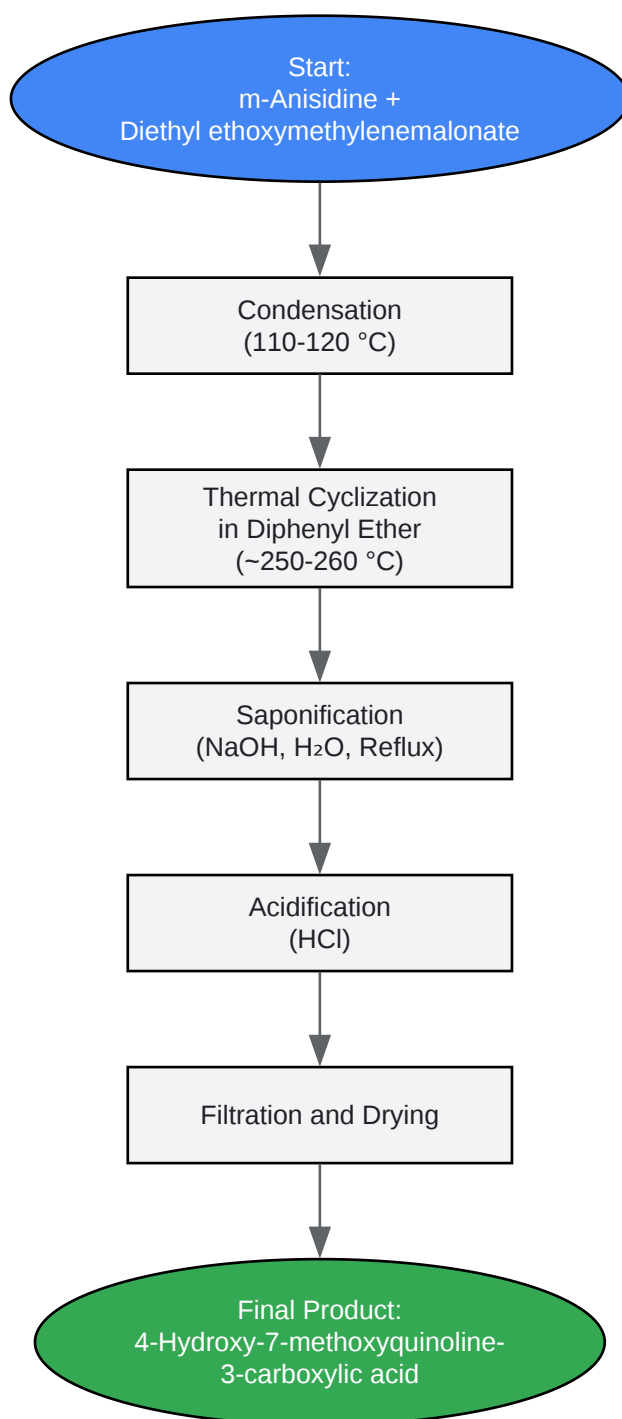 Start:
m-Anisidine +
Diethyl ethoxymethylenemalonate
Condensation
(110-120 °C)
Thermal Cyclization
in Diphenyl Ether
(~250-260 °C)
Saponification
(NaOH, H₂O, Reflux)
Acidification
(HCl)
Filtration and Drying
Final Product:
4-Hydroxy-7-methoxyquinoline-
3-carboxylic acid